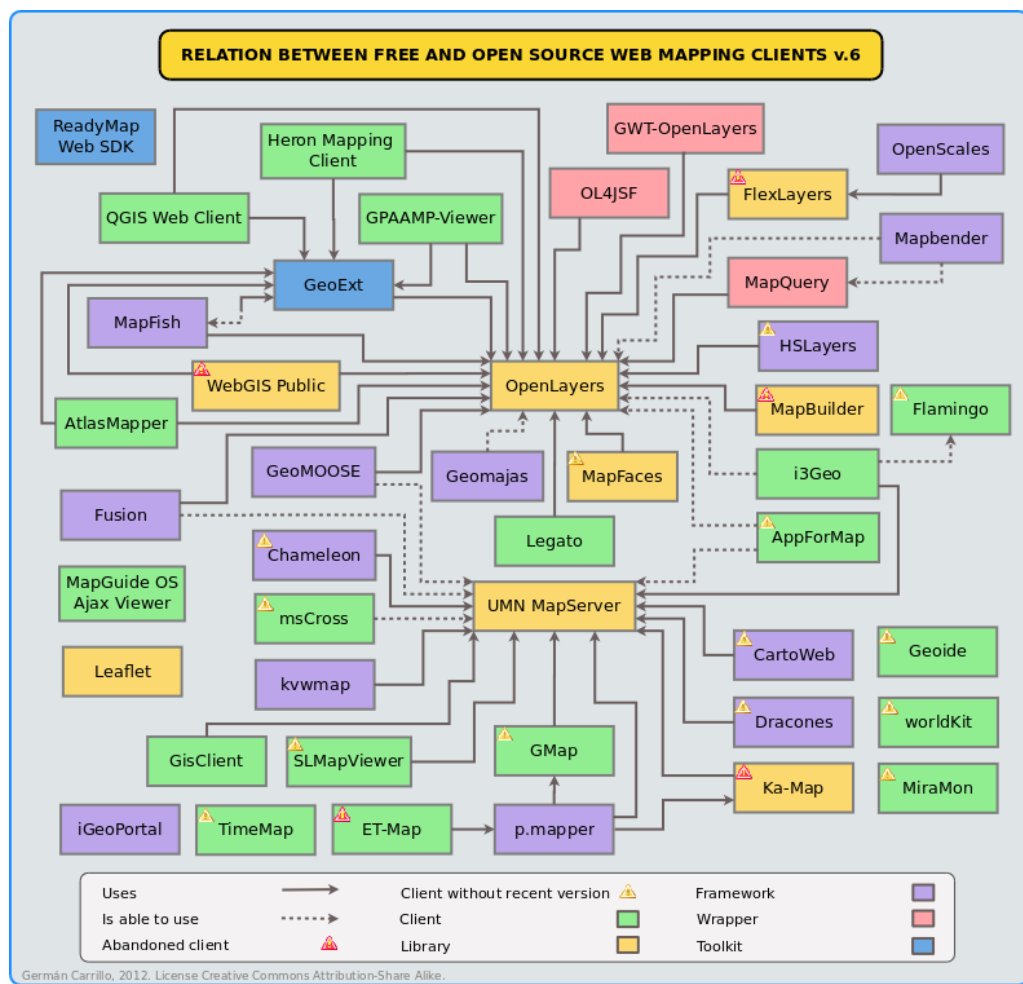 RELATION BETWEEN FREE AND OPEN SOURCE WEB MAPPING CLIENTS v.6
ReadyMap
Web SDK
Heron Mapping
Client
GWT-OpenLayers
OpenScales
QGIS Web Client
GPAAMP-Viewer
OL4JSF
FlexLayers
Mapbender
GeoExt
MapQuery
MapFish
HSLayers
WebGIS Public
OpenLayers
MapBuilder
Flamingo
AtlasMapper
GeoMOOSE
Geomajas
MapFaces
i3Geo
Fusion
Chameleon
Legato
AppForMap
MapGuide OS
Ajax Viewer
msCross
UMN MapServer
Leaflet
kvwmap
CartoWeb
Geoide
Dracones
worldKit
GisClient
SLMapViewer
GMap
Ka-Map
MiraMon
iGeoPortal
TimeMap
ET-Map
p.mapper
Uses
Client without recent version
Framework
Is able to use
Client
Wrapper
Abandoned client
Library
Toolkit
Germán Carrillo, 2012. License Creative Commons Attribution-Share Alike.